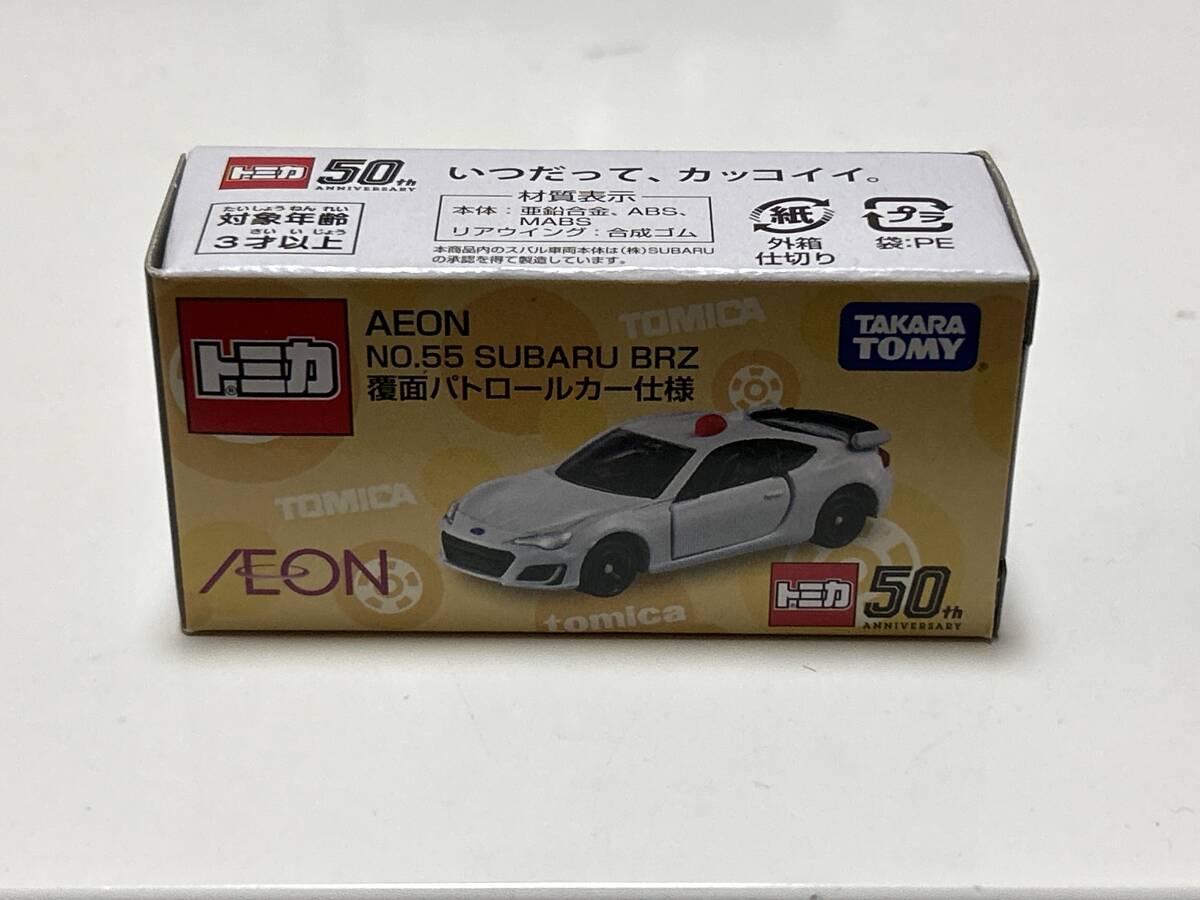 トミカ 50th ANNIVERSARY
いつだって、カッコイイ。
たいしょうねんれい
対象年齢
さいいじょう
3才以上
材質表示
本体：亜鉛合金、ABS、
MABS
リアウイング：合成ゴム
本商品内のスバル車両本体は(株)SUBARU
の承認を得て製造しています。
紙
外箱
仕切り
プラ
袋:PE
トミカ®
AEON
NO.55 SUBARU BRZ
覆面パトロールカー仕様
TOMICA
TAKARA
TOMY®
TOMICA
AEON
tomica
トミカ 50th
ANNIVERSARY